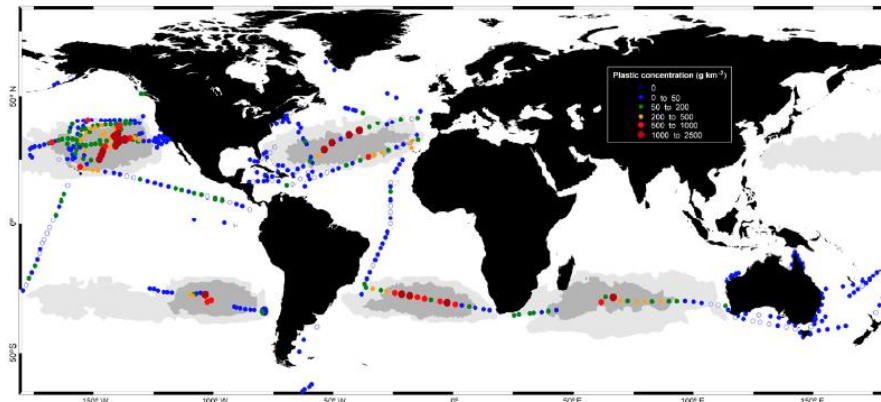 Plastic concentration (g km⁻²)
0
0 to 50
50 to 200
200 to 500
500 to 1000
1000 to 2500
50°N
0°
50°S
150° W
100° W
50° W
0°
50° E
100° E
150° E